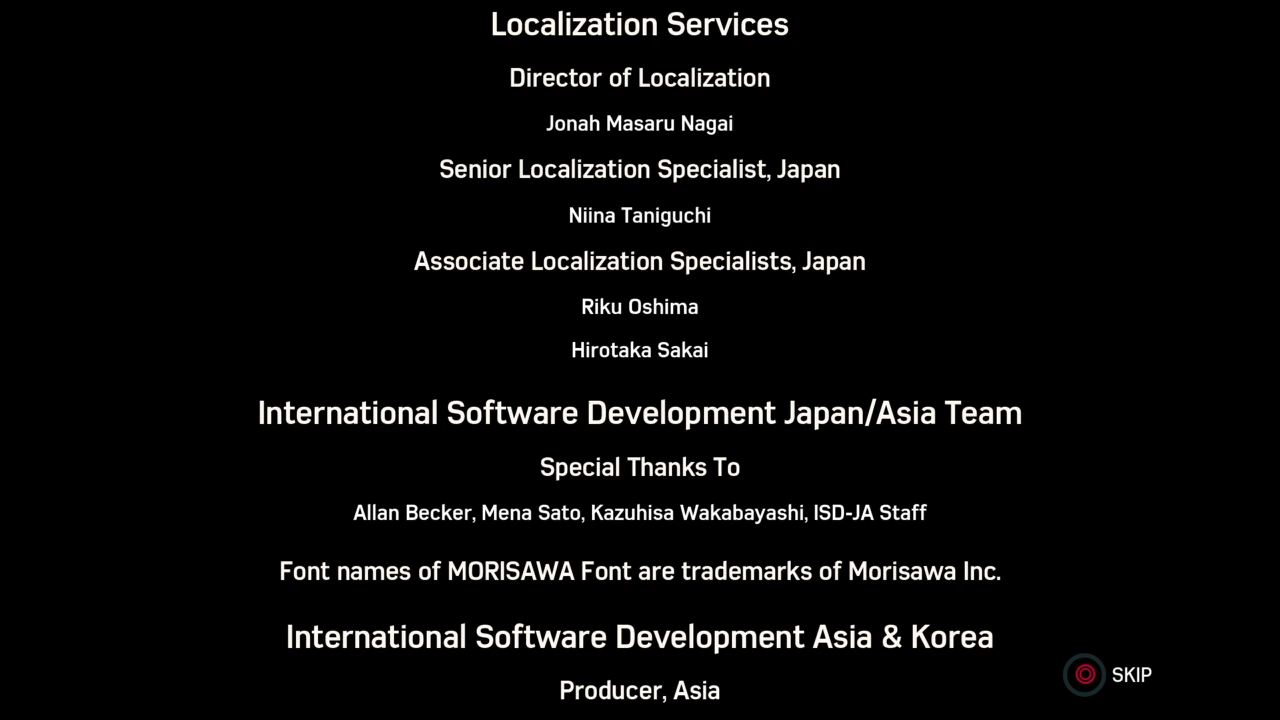 Localization Services
Director of Localization
Jonah Masaru Nagai
Senior Localization Specialist, Japan
Niina Taniguchi
Associate Localization Specialists, Japan
Riku Oshima
Hirotaka Sakai
International Software Development Japan/Asia Team
Special Thanks To
Allan Becker, Mena Sato, Kazuhisa Wakabayashi, ISD-JA Staff
Font names of MORISAWA Font are trademarks of Morisawa Inc.
International Software Development Asia & Korea
SKIP
Producer, Asia